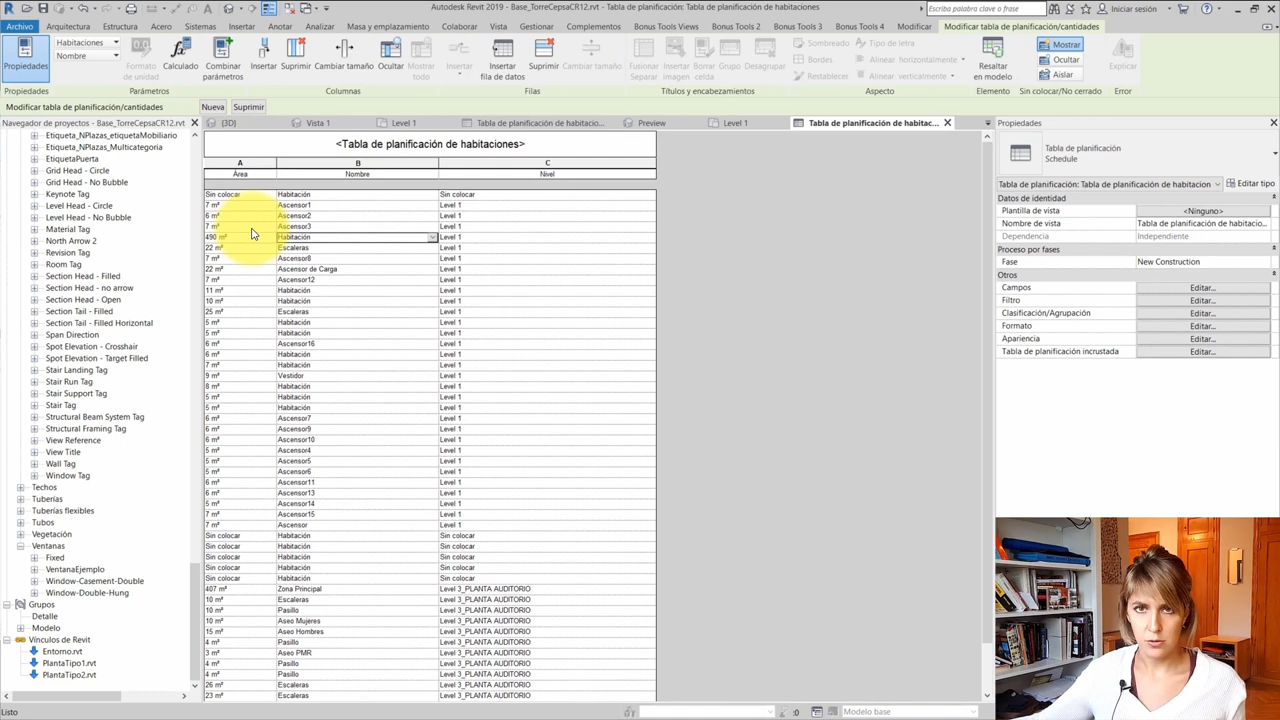 Autodesk Revit 2019 - Base_TorreCepsaCR12.rvt - Tabla de planificación: Tabla de planificación de habitaciones
Escriba palabra clave o frase
Iniciar sesión
Archivo Arquitectura Estructura Acero Sistemas Insertar Anotar Analizar Masa y emplazamiento Colaborar Vista Gestionar Complementos Bonus Tools Views Bonus Tools 2 Bonus Tools 3 Bonus Tools 4 Modificar Modificar tabla de planificación/cantidades
Habitaciones
Nombre
Propiedades
Formato de unidad
Calculado
Combinar parámetros
Insertar
Suprimir
Cambiar tamaño
Ocultar
Mostrar todo
Insertar
Insertar fila de datos
Suprimir
Cambiar tamaño
Fusionar Separar
Insertar imagen
Borrar celda
Grupo
Desagrupar
Sombreado
Bordes
Restablecer
Tipo de letra
Alinear horizontalmente
Alinear verticalmente
Resaltar en modelo
Mostrar
Ocultar
Aislar
Explicar
Propiedades Parámetros Columnas Filas Títulos y encabezamientos Aspecto Elemento Sin colocar/No cerrado Error
Modificar tabla de planificación/cantidades Nueva Suprimir
Navegador de proyectos - Base_TorreCepsaCR12.rvt
Etiqueta_NPlazas_etiquetaMobiliario
Etiqueta_NPlazas_Multicategoria
EtiquetaPuerta
Grid Head - Circle
Grid Head - No Bubble
Keynote Tag
Level Head - Circle
Level Head - No Bubble
Material Tag
North Arrow 2
Revision Tag
Room Tag
Section Head - Filled
Section Head - no arrow
Section Head - Open
Section Tail - Filled
Section Tail - Filled Horizontal
Span Direction
Spot Elevation - Crosshair
Spot Elevation - Target Filled
Stair Landing Tag
Stair Run Tag
Stair Support Tag
Stair Tag
Structural Beam System Tag
Structural Framing Tag
View Reference
View Title
Wall Tag
Window Tag
Techos
Tuberías
Tuberías flexibles
Tubos
Vegetación
Ventanas
Fixed
VentanaEjemplo
Window-Casement-Double
Window-Double-Hung
Grupos
Detalle
Modelo
Vínculos de Revit
Entorno.rvt
PlantaTipo1.rvt
PlantaTipo2.rvt
{3D} Vista 1 Level 1 Tabla de planificación de habitacio... Preview Level 1 Tabla de planificación de habitac...
<Tabla de planificación de habitaciones>
A B C
Área Nombre Nivel
Sin colocar Habitación Sin colocar
7 m² Ascensor1 Level 1
6 m² Ascensor2 Level 1
7 m² Ascensor3 Level 1
490 m² Habitación Level 1
22 m² Escaleras Level 1
7 m² Ascensor8 Level 1
22 m² Ascensor de Carga Level 1
7 m² Ascensor12 Level 1
11 m² Habitación Level 1
10 m² Habitación Level 1
25 m² Escaleras Level 1
5 m² Habitación Level 1
5 m² Habitación Level 1
6 m² Ascensor16 Level 1
6 m² Habitación Level 1
7 m² Habitación Level 1
9 m² Vestidor Level 1
8 m² Habitación Level 1
5 m² Habitación Level 1
5 m² Habitación Level 1
6 m² Ascensor7 Level 1
6 m² Ascensor9 Level 1
6 m² Ascensor10 Level 1
5 m² Ascensor4 Level 1
5 m² Ascensor5 Level 1
5 m² Ascensor6 Level 1
6 m² Ascensor11 Level 1
6 m² Ascensor13 Level 1
5 m² Ascensor14 Level 1
7 m² Ascensor15 Level 1
7 m² Ascensor Level 1
Sin colocar Habitación Sin colocar
Sin colocar Habitación Sin colocar
Sin colocar Habitación Sin colocar
Sin colocar Habitación Sin colocar
Sin colocar Habitación Sin colocar
407 m² Zona Principal Level 3_PLANTA AUDITORIO
10 m² Escaleras Level 3_PLANTA AUDITORIO
10 m² Pasillo Level 3_PLANTA AUDITORIO
10 m² Aseo Mujeres Level 3_PLANTA AUDITORIO
15 m² Aseo Hombres Level 3_PLANTA AUDITORIO
4 m² Pasillo Level 3_PLANTA AUDITORIO
3 m² Aseo PMR Level 3_PLANTA AUDITORIO
4 m² Pasillo Level 3_PLANTA AUDITORIO
4 m² Pasillo Level 3_PLANTA AUDITORIO
26 m² Escaleras Level 3_PLANTA AUDITORIO
23 m² Escaleras Level 3_PLANTA AUDITORIO
Propiedades
Tabla de planificación
Schedule
Tabla de planificación: Tabla de planificación de habitacion Editar tipo
Datos de identidad
Plantilla de vista <Ninguno>
Nombre de vista Tabla de planificación de habitacio...
Dependencia Independiente
Proceso por fases
Fase New Construction
Otros
Campos Editar...
Filtro Editar...
Clasificación/Agrupación Editar...
Formato Editar...
Apariencia Editar...
Tabla de planificación incrustada Editar...
Listo
:0
Modelo base